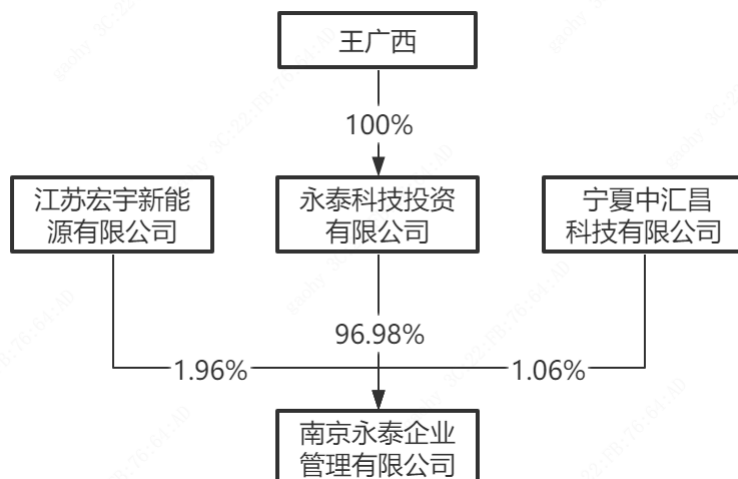 王广西
100%
江苏宏宇新能
源有限公司
永泰科技投资
有限公司
宁夏中汇昌
科技有限公司
96.98%
1.96%
1.06%
南京永泰企业
管理有限公司